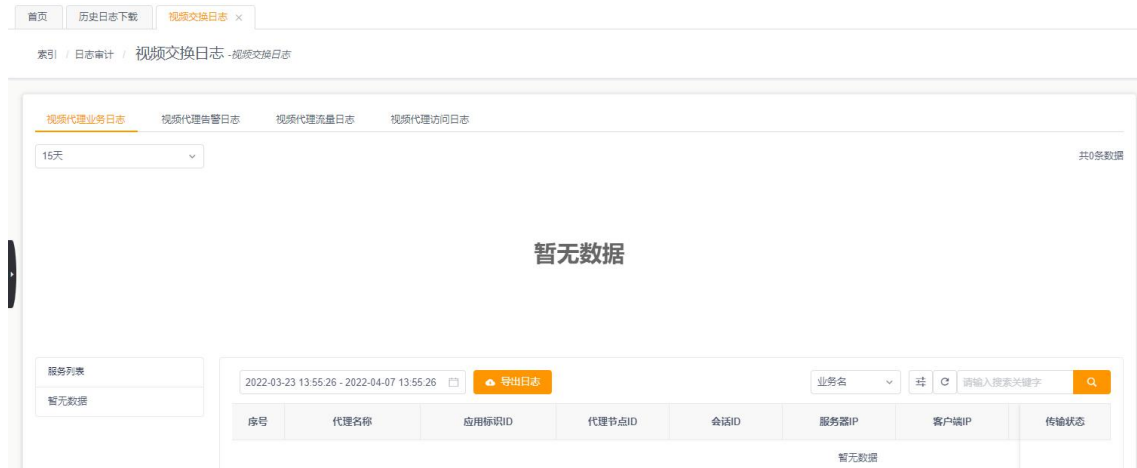 首页 历史日志下载 视频交换日志 ×
索引 / 日志审计 / 视频交换日志 -视频交换日志
视频代理业务日志 视频代理告警日志 视频代理流量日志 视频代理访问日志
15天 共0条数据
暂无数据
服务列表
暂无数据
2022-03-23 13:55:26 - 2022-04-07 13:55:26 导出日志 业务名 请输入搜索关键字
序号 代理名称 应用标识ID 代理节点ID 会话ID 服务器IP 客户端IP 传输状态
暂无数据